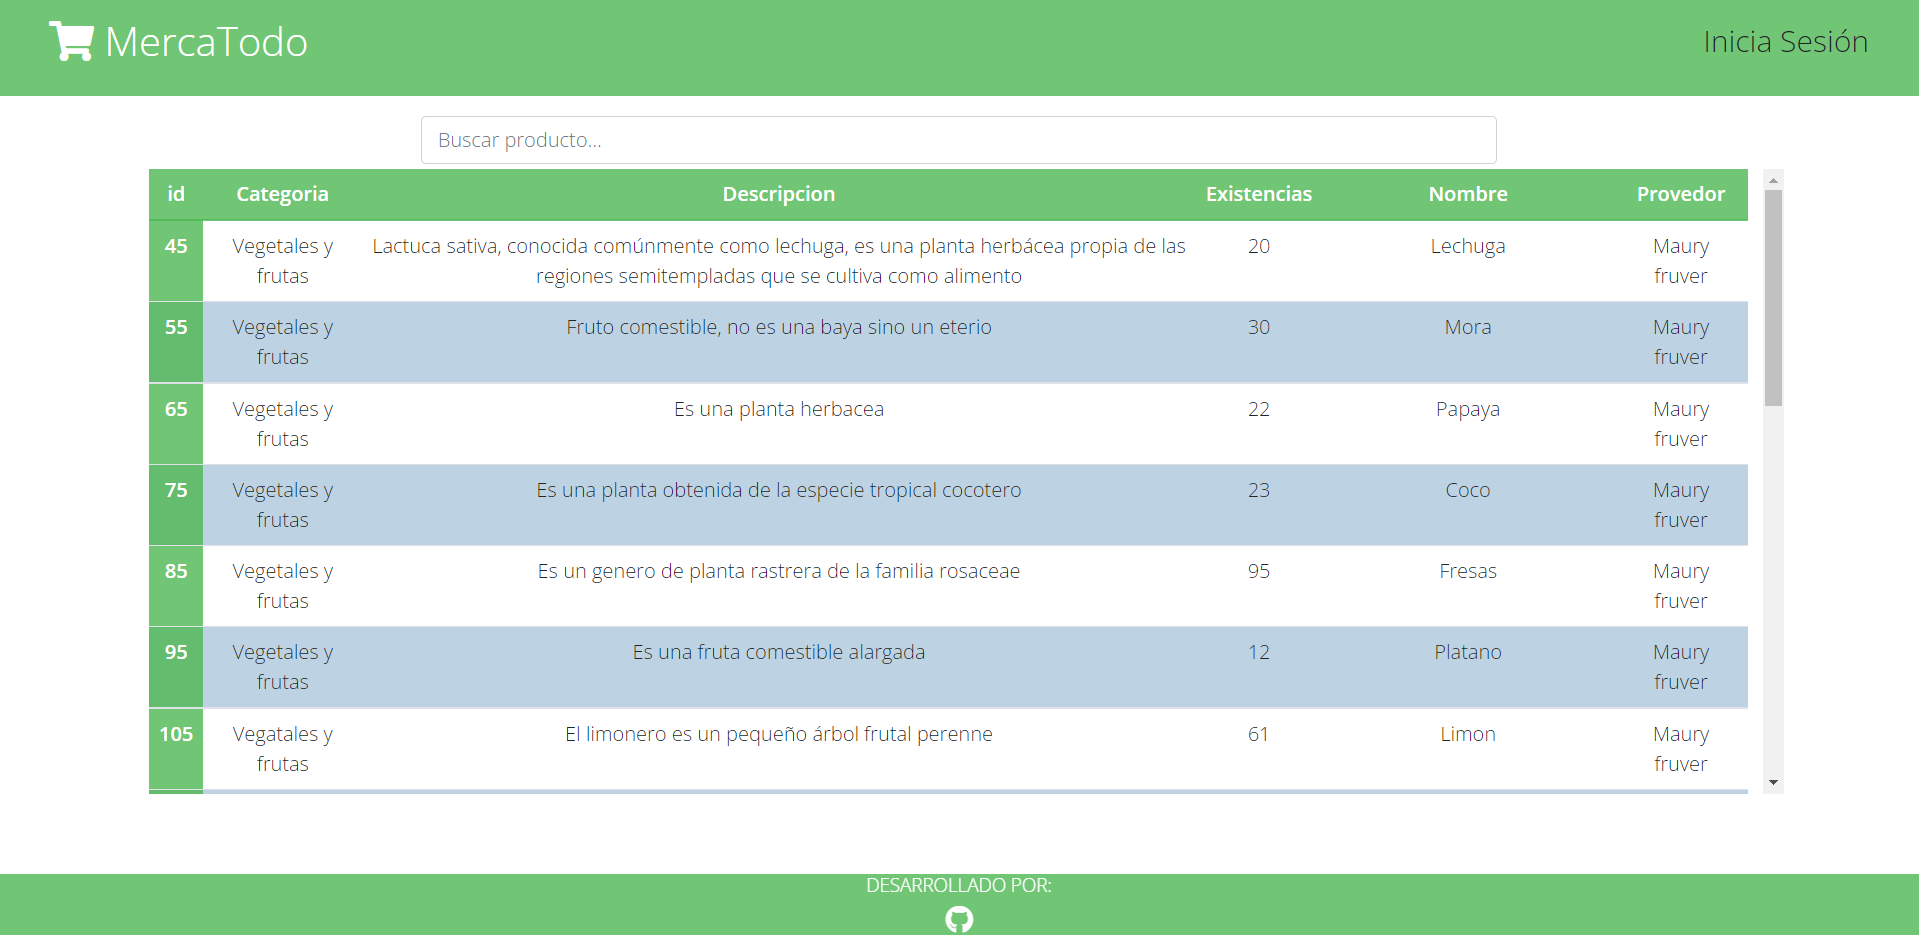 MercaTodo
Inicia Sesión
Buscar producto...
id Categoria Descripcion Existencias Nombre Provedor
45 Vegetales y frutas Lactuca sativa, conocida comúnmente como lechuga, es una planta herbácea propia de las regiones semitempladas que se cultiva como alimento 20 Lechuga Maury fruver
55 Vegetales y frutas Fruto comestible, no es una baya sino un eterio 30 Mora Maury fruver
65 Vegetales y frutas Es una planta herbacea 22 Papaya Maury fruver
75 Vegetales y frutas Es una planta obtenida de la especie tropical cocotero 23 Coco Maury fruver
85 Vegetales y frutas Es un genero de planta rastrera de la familia rosaceae 95 Fresas Maury fruver
95 Vegetales y frutas Es una fruta comestible alargada 12 Platano Maury fruver
105 Vegatales y frutas El limonero es un pequeño árbol frutal perenne 61 Limon Maury fruver
DESARROLLADO POR: